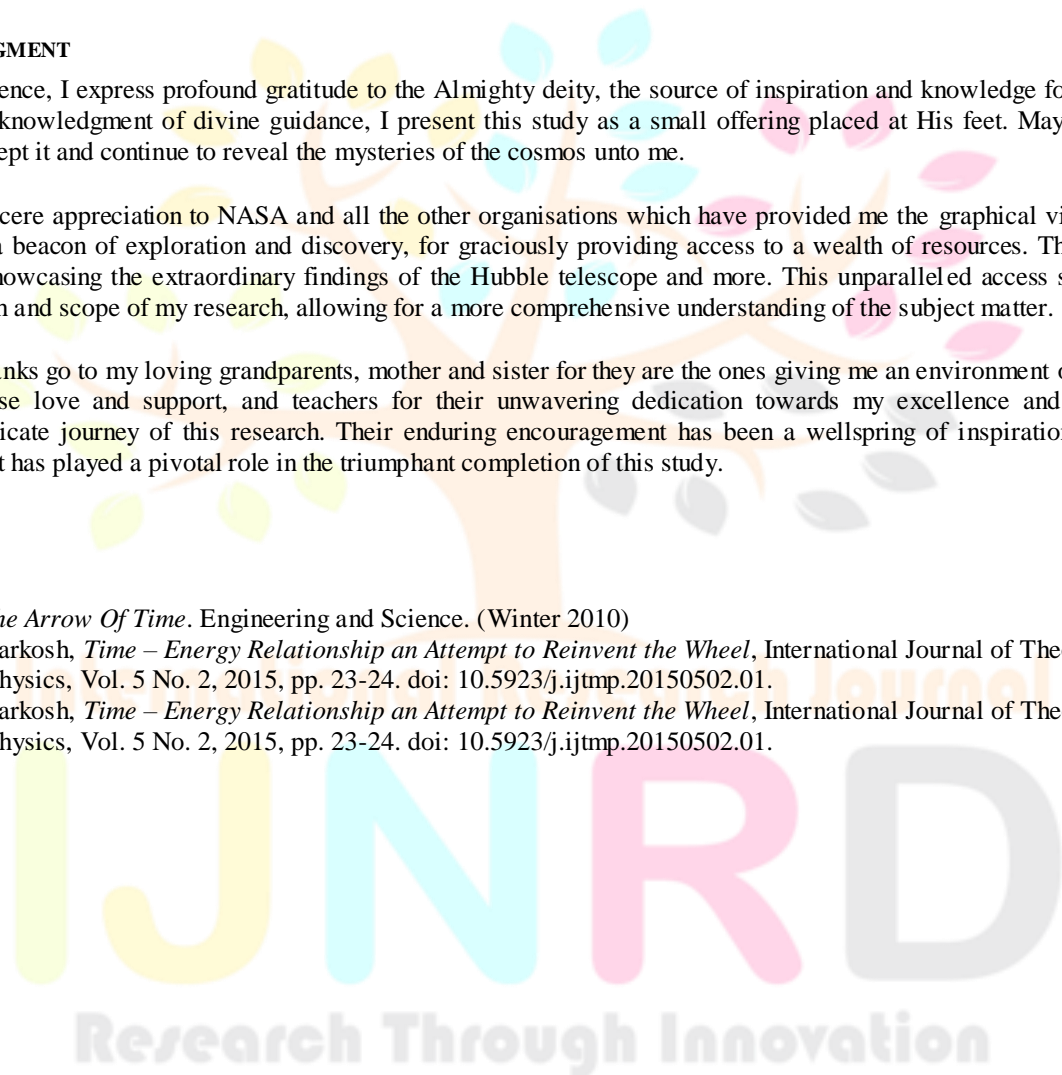 GMENT
ence, I express profound gratitude to the Almighty deity, the source of inspiration and knowledge fo
knowledgment of divine guidance, I present this study as a small offering placed at His feet. May
ept it and continue to reveal the mysteries of the cosmos unto me.
cere appreciation to NASA and all the other organisations which have provided me the graphical vi
a beacon of exploration and discovery, for graciously providing access to a wealth of resources. Th
howcasing the extraordinary findings of the Hubble telescope and more. This unparalleled access s
h and scope of my research, allowing for a more comprehensive understanding of the subject matter.
anks go to my loving grandparents, mother and sister for they are the ones giving me an environment o
se love and support, and teachers for their unwavering dedication towards my excellence and
icate journey of this research. Their enduring encouragement has been a wellspring of inspiration
t has played a pivotal role in the triumphant completion of this study.
he Arrow Of Time. Engineering and Science. (Winter 2010)
arkosh, Time – Energy Relationship an Attempt to Reinvent the Wheel, International Journal of The
hysics, Vol. 5 No. 2, 2015, pp. 23-24. doi: 10.5923/j.ijtmp.20150502.01.
arkosh, Time – Energy Relationship an Attempt to Reinvent the Wheel, International Journal of The
hysics, Vol. 5 No. 2, 2015, pp. 23-24. doi: 10.5923/j.ijtmp.20150502.01.
International Research Journal
IJNRD
Research Through Innovation